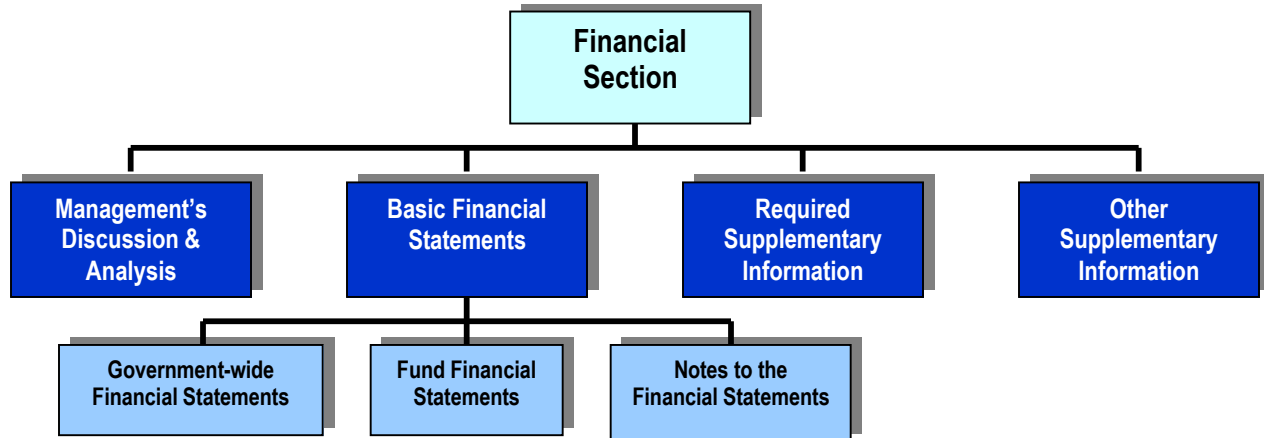 Financial
Section
Management’s
Discussion &
Analysis
Basic Financial
Statements
Required
Supplementary
Information
Other
Supplementary
Information
Government-wide
Financial Statements
Fund Financial
Statements
Notes to the
Financial Statements